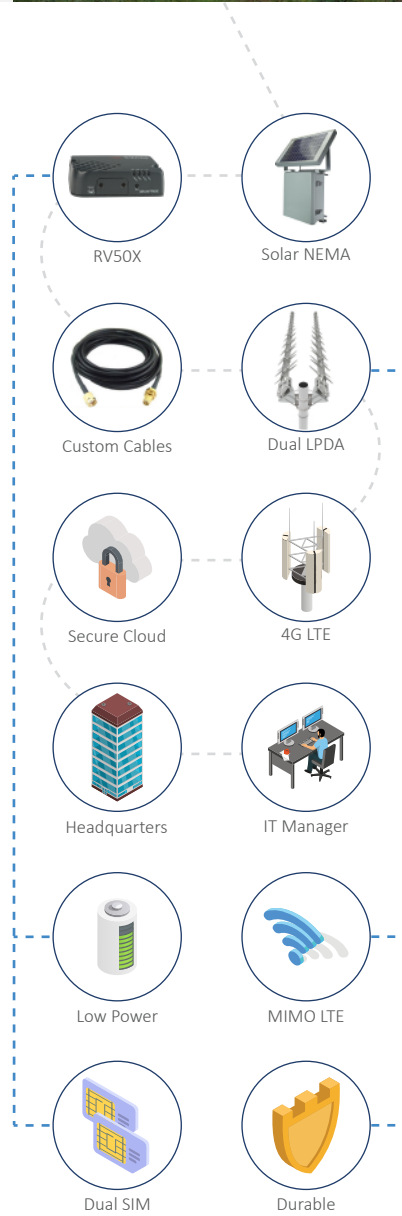 RV50X
Solar NEMA
Custom Cables
Dual LPDA
Secure Cloud
4G LTE
Headquarters
IT Manager
Low Power
MIMO LTE
Dual SIM
Durable